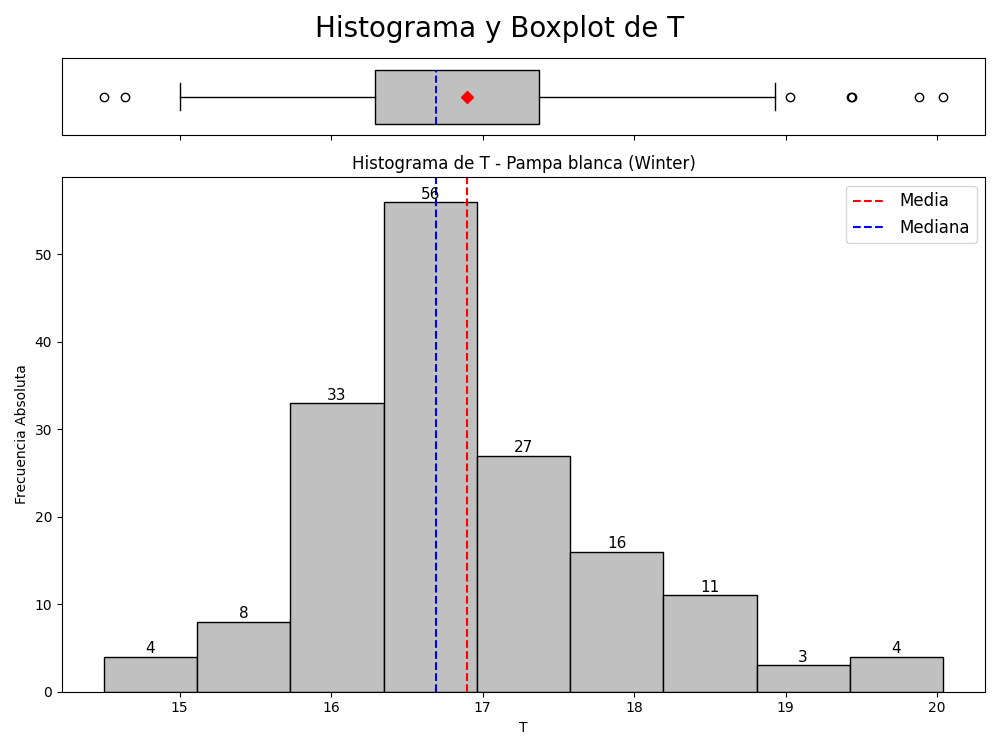 Histograma y Boxplot de T
Histograma de T - Pampa blanca (Winter)
Media
Mediana
Frecuencia Absoluta
50
40
30
20
10
0
4
8
33
56
27
16
11
3
4
15 16 17 18 19 20
T